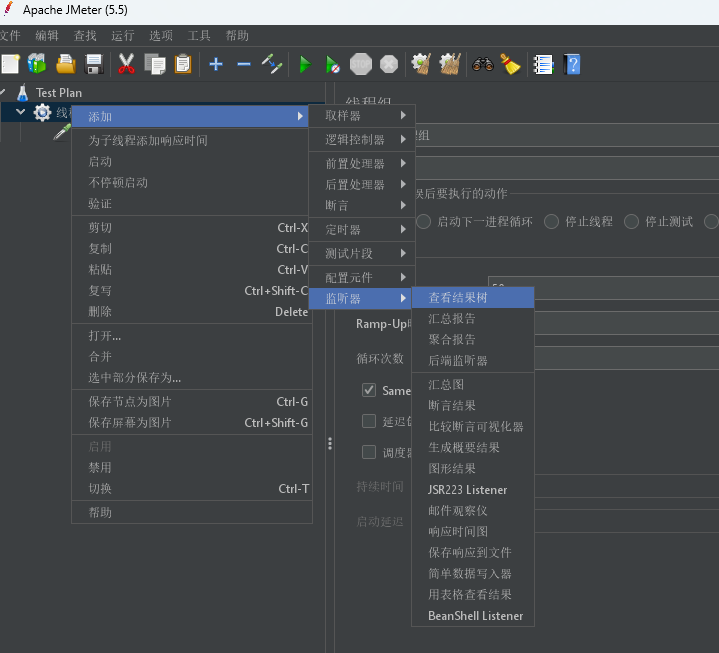 Apache JMeter (5.5)
文件 编辑 查找 运行 选项 工具 帮助
STOP
Test Plan
线程
线程组
添加
为子线程添加响应时间
启动
不停顿启动
验证
剪切 Ctrl-X
复制 Ctrl-C
粘贴 Ctrl-V
复写 Ctrl+Shift-C
删除 Delete
打开...
合并
选中部分保存为...
保存节点为图片 Ctrl-G
保存屏幕为图片 Ctrl+Shift-G
启用
禁用
切换 Ctrl-T
帮助
取样器
逻辑控制器
前置处理器
后置处理器
断言
定时器
测试片段
配置元件
监听器
组
后要执行的动作
启动下一进程循环 停止线程 停止测试
Ramp-Up
循环次数
Same
延迟
调度器
持续时间
启动延迟
查看结果树
汇总报告
聚合报告
后端监听器
汇总图
断言结果
比较断言可视化器
生成概要结果
图形结果
JSR223 Listener
邮件观察仪
响应时间图
保存响应到文件
简单数据写入器
用表格查看结果
BeanShell Listener